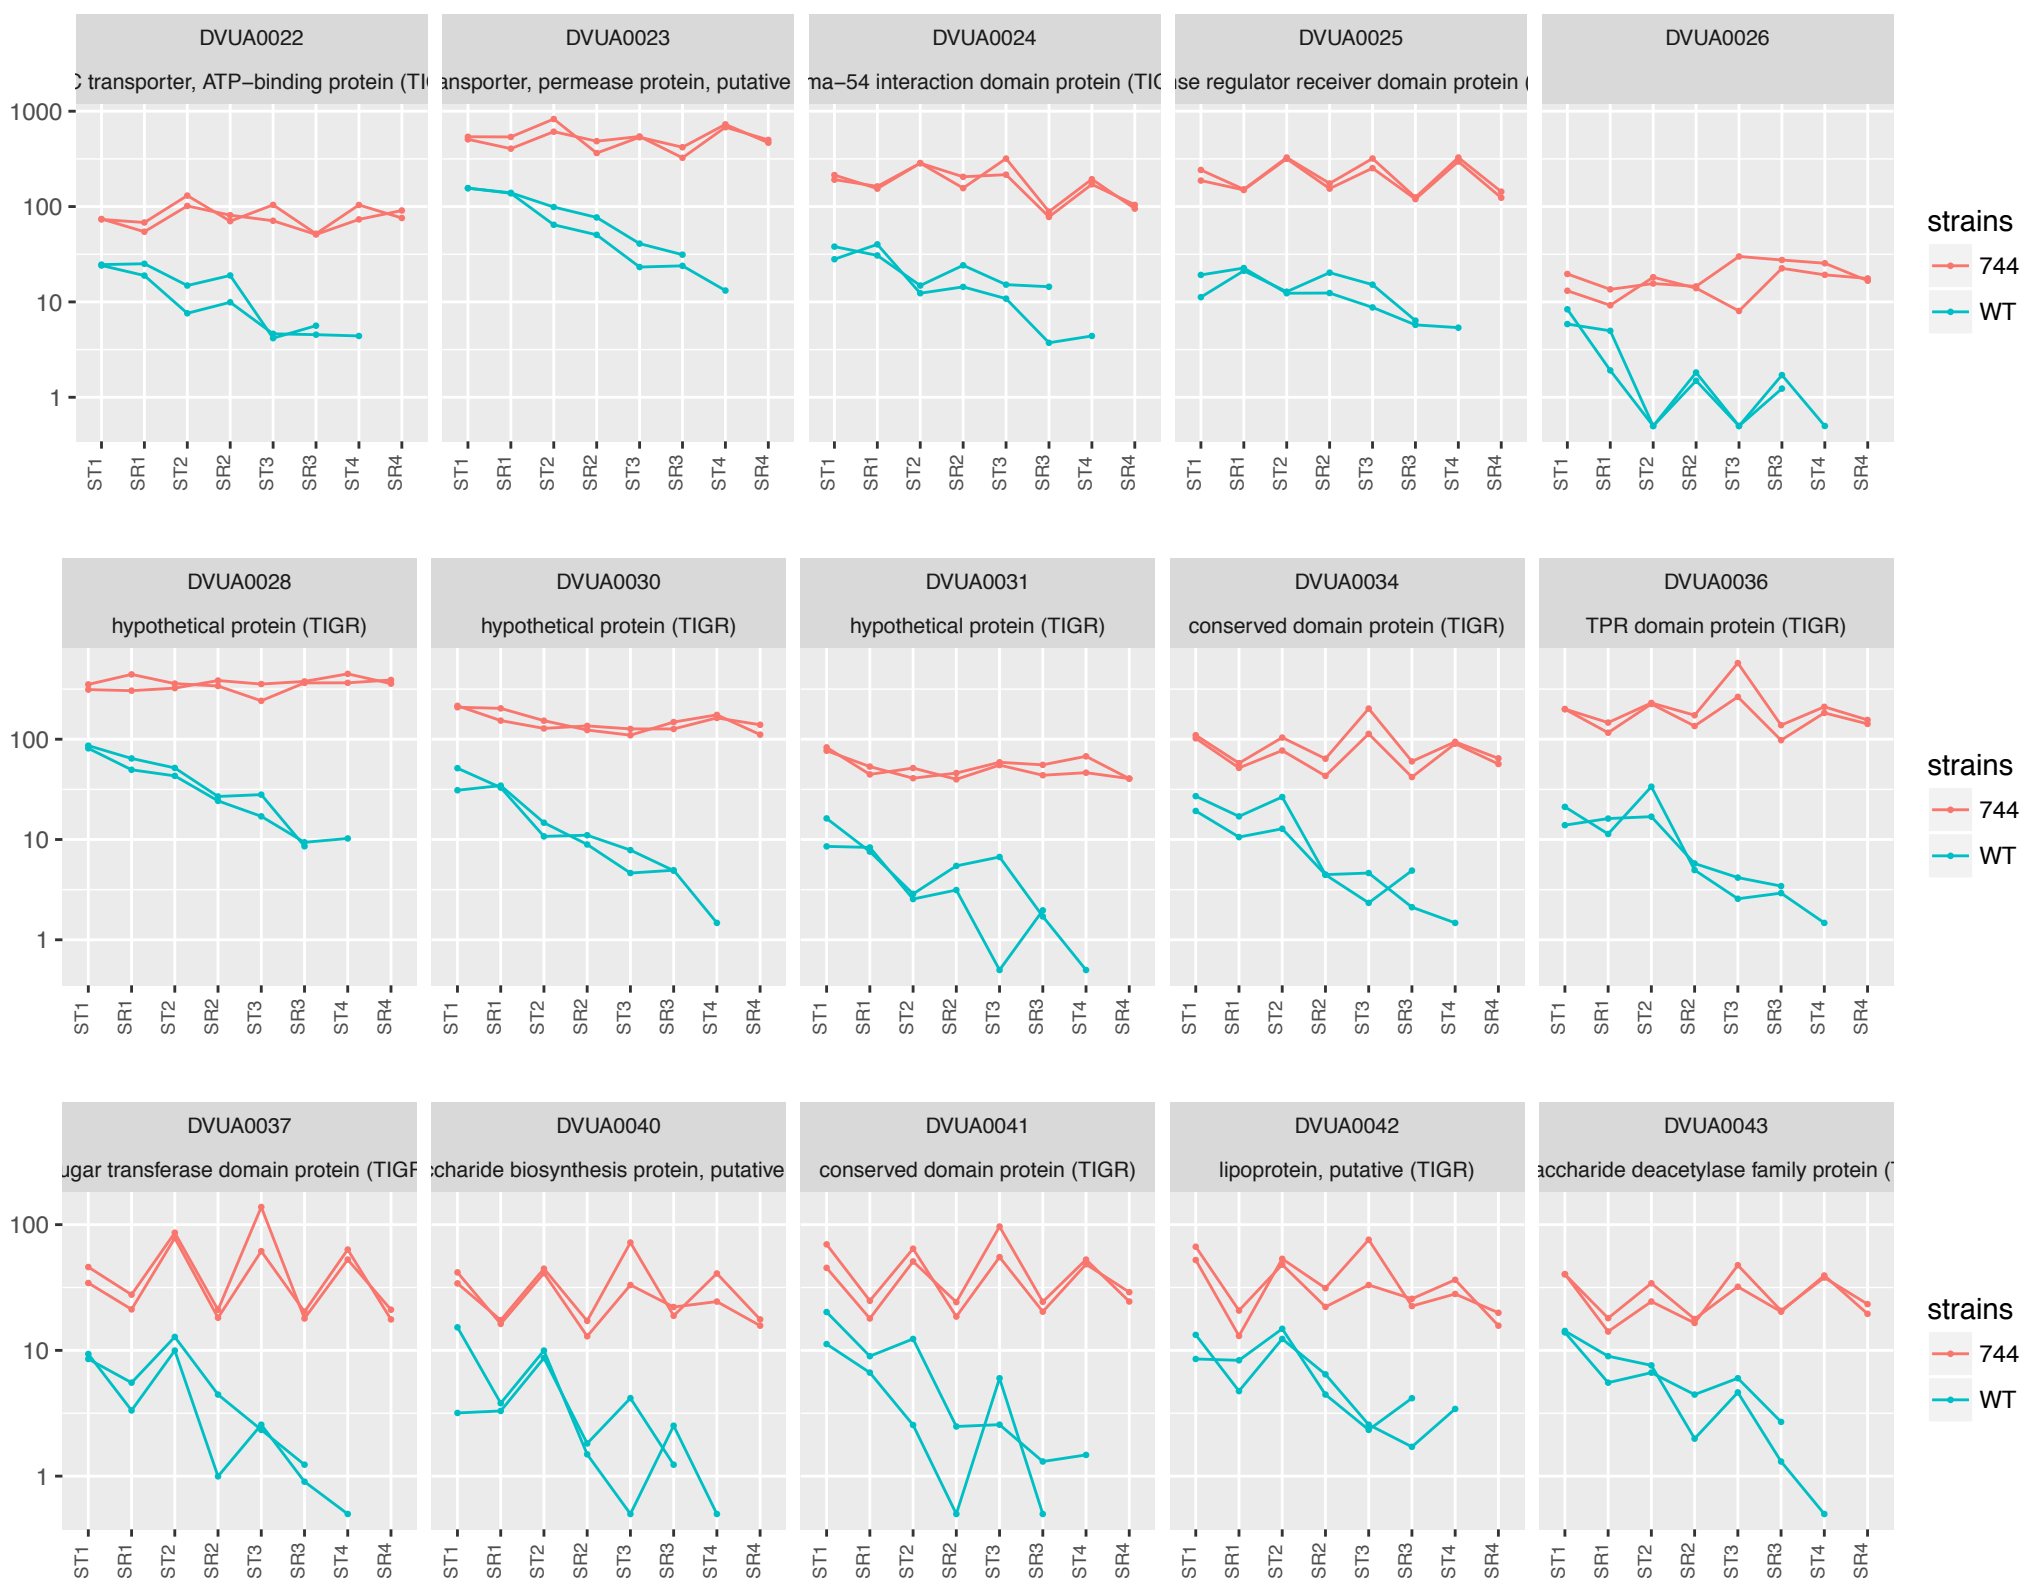 DVUA0022 DVUA0023 DVUA0024 DVUA0025 DVUA0026
C transporter, ATP−binding protein (TIG ansporter, permease protein, putative ma−54 interaction domain protein (TIG nse regulator receiver domain protein (
1000
100
10
1
ST1 SR1 ST2 SR2 ST3 SR3 ST4 SR4 ST1 SR1 ST2 SR2 ST3 SR3 ST4 SR4 ST1 SR1 ST2 SR2 ST3 SR3 ST4 SR4 ST1 SR1 ST2 SR2 ST3 SR3 ST4 SR4 ST1 SR1 ST2 SR2 ST3 SR3 ST4 SR4
strains
744
WT
DVUA0028 DVUA0030 DVUA0031 DVUA0034 DVUA0036
hypothetical protein (TIGR) hypothetical protein (TIGR) hypothetical protein (TIGR) conserved domain protein (TIGR) TPR domain protein (TIGR)
100
10
1
ST1 SR1 ST2 SR2 ST3 SR3 ST4 SR4 ST1 SR1 ST2 SR2 ST3 SR3 ST4 SR4 ST1 SR1 ST2 SR2 ST3 SR3 ST4 SR4 ST1 SR1 ST2 SR2 ST3 SR3 ST4 SR4 ST1 SR1 ST2 SR2 ST3 SR3 ST4 SR4
strains
744
WT
DVUA0037 DVUA0040 DVUA0041 DVUA0042 DVUA0043
ugar transferase domain protein (TIGR ccharide biosynthesis protein, putative conserved domain protein (TIGR) lipoprotein, putative (TIGR) accharide deacetylase family protein (T
100
10
1
ST1 SR1 ST2 SR2 ST3 SR3 ST4 SR4 ST1 SR1 ST2 SR2 ST3 SR3 ST4 SR4 ST1 SR1 ST2 SR2 ST3 SR3 ST4 SR4 ST1 SR1 ST2 SR2 ST3 SR3 ST4 SR4 ST1 SR1 ST2 SR2 ST3 SR3 ST4 SR4
strains
744
WT